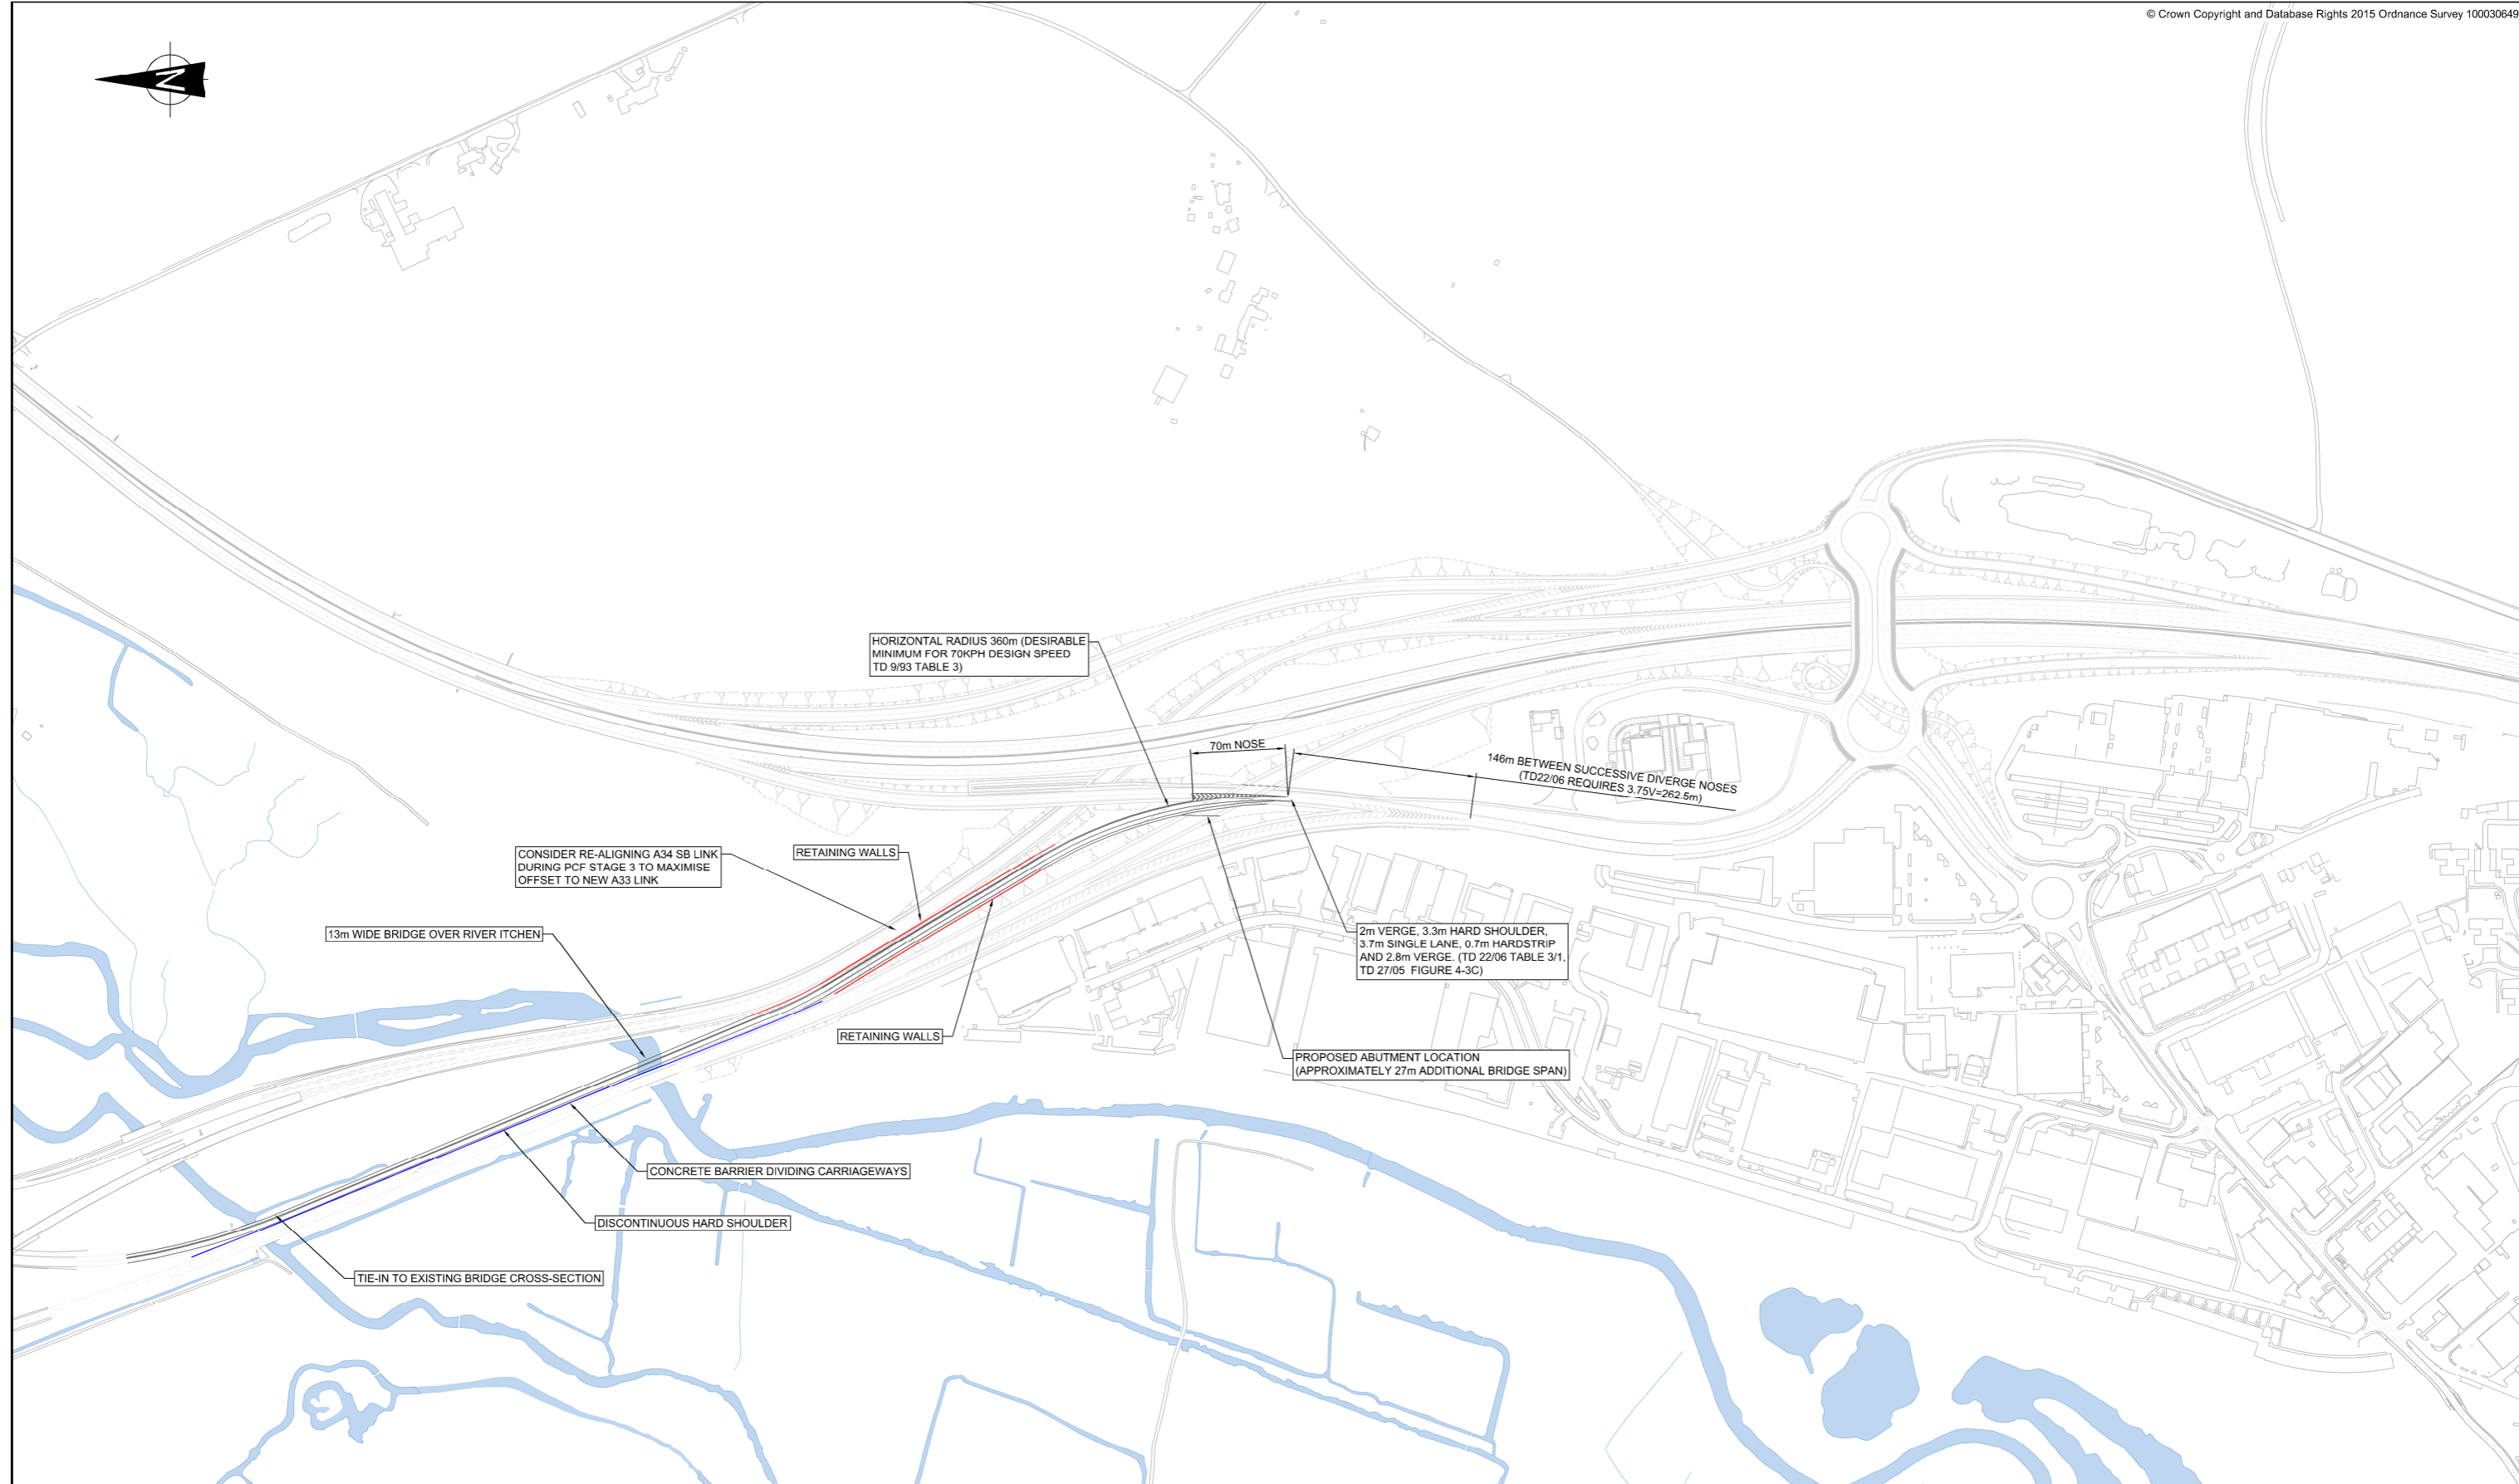 © Crown Copyright and Database Rights 2015 Ordnance Survey 100030649
N
HORIZONTAL RADIUS 360m (DESIRABLE
MINIMUM FOR 70KPH DESIGN SPEED
TD 9/93 TABLE 3)
70m NOSE
146m BETWEEN SUCCESSIVE DIVERGE NOSES
(TD22/06 REQUIRES 3.75V=262.5m)
CONSIDER RE-ALIGNING A34 SB LINK
DURING PCF STAGE 3 TO MAXIMISE
OFFSET TO NEW A33 LINK
RETAINING WALLS
13m WIDE BRIDGE OVER RIVER ITCHEN
2m VERGE, 3.3m HARD SHOULDER,
3.7m SINGLE LANE, 0.7m HARDSTRIP
AND 2.8m VERGE. (TD 22/06 TABLE 3/1,
TD 27/05 FIGURE 4-3C)
RETAINING WALLS
PROPOSED ABUTMENT LOCATION
(APPROXIMATELY 27m ADDITIONAL BRIDGE SPAN)
CONCRETE BARRIER DIVIDING CARRIAGEWAYS
DISCONTINUOUS HARD SHOULDER
TIE-IN TO EXISTING BRIDGE CROSS-SECTION